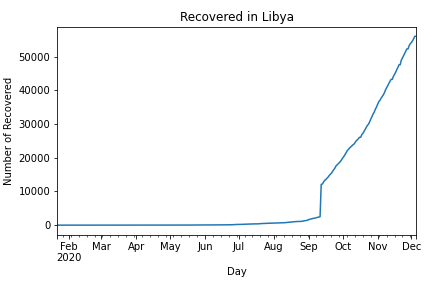 Recovered in Libya
Number of Recovered
50000
40000
30000
20000
10000
0
Feb Mar Apr May Jun Jul Aug Sep Oct Nov Dec
2020
Day